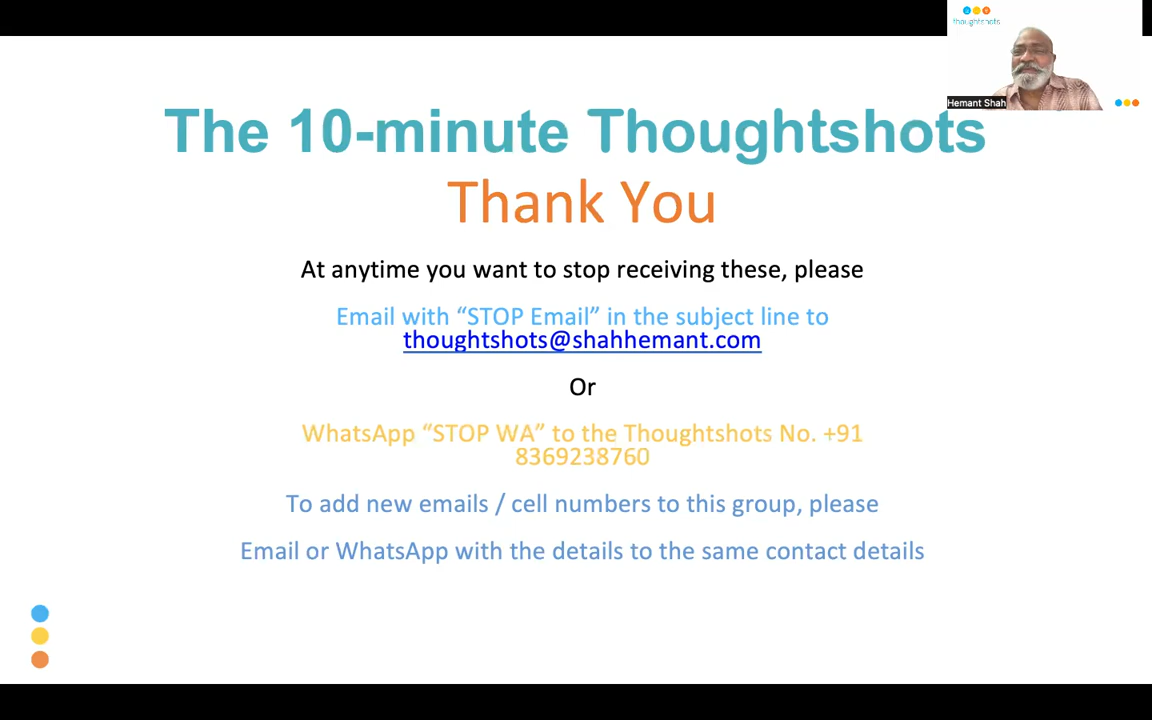 thoughtshots
Hemant Shah
The 10-minute Thoughtshots
Thank You
At anytime you want to stop receiving these, please
Email with “STOP Email” in the subject line to
thoughtshots@shahhemant.com
Or
WhatsApp “STOP WA” to the Thoughtshots No. +91
8369238760
To add new emails / cell numbers to this group, please
Email or WhatsApp with the details to the same contact details